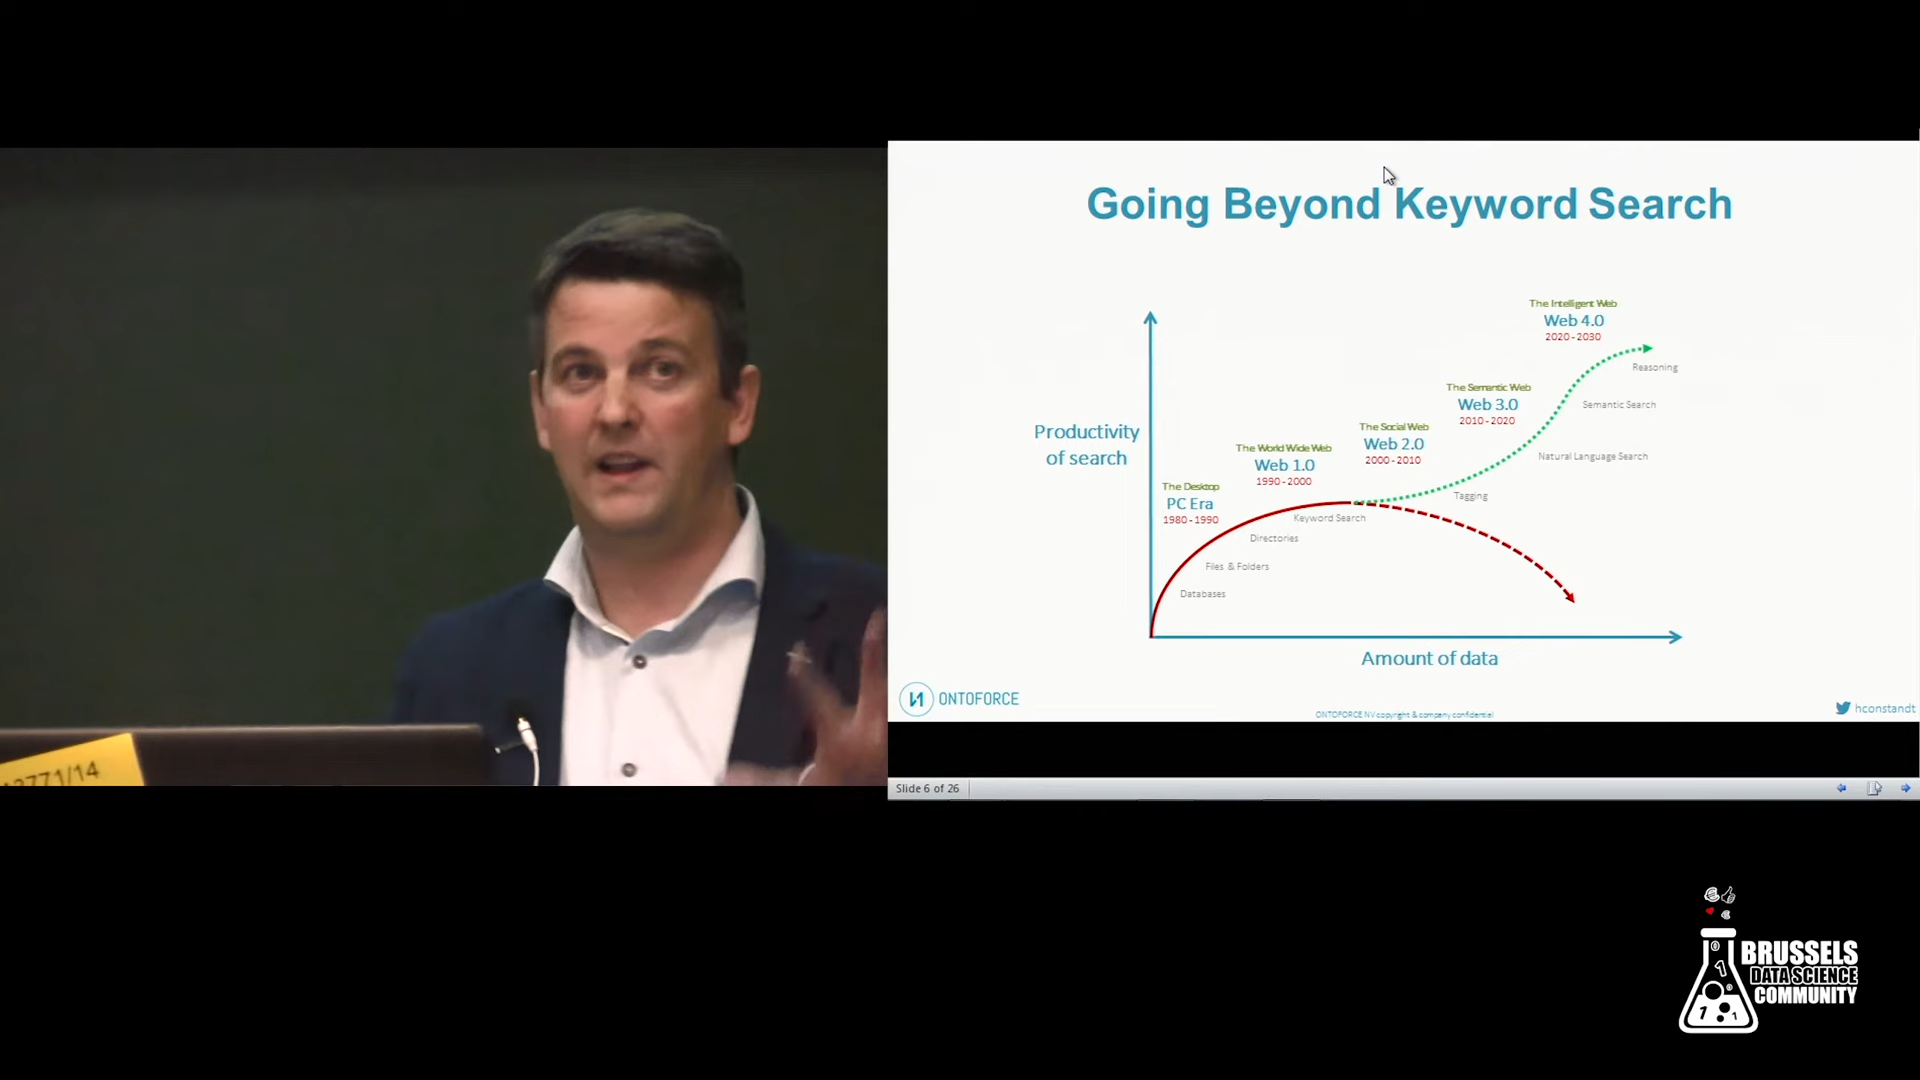 Going Beyond Keyword Search
The Intelligent Web
Web 4.0
2020 - 2030
Reasoning
The Semantic Web
Web 3.0
2010 - 2020
Semantic Search
Productivity
of search
The Social Web
Web 2.0
2000 - 2010
The World Wide Web
Web 1.0
1990 - 2000
Natural Language Search
The Desktop
PC Era
1980 - 1990
Tagging
Keyword Search
Directories
Files & Folders
Databases
Amount of data
ONTOFORCE
ONTOFORCE NV copyright & company confidential
hconstandt
Slide 6 of 26
BRUSSELS
DATA SCIENCE
COMMUNITY